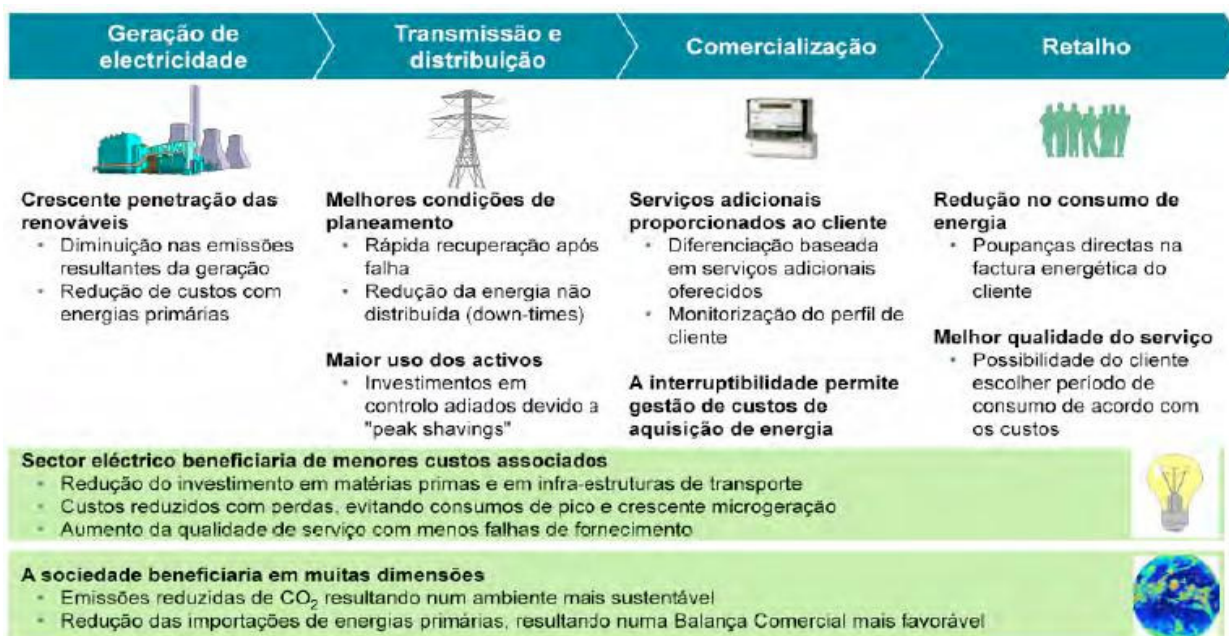 Geração de
electricidade
Transmissão e
distribuição
Comercialização
Retalho
Crescente penetração das
renováveis
• Diminuição nas emissões
resultantes da geração
• Redução de custos com
energias primárias
Melhores condições de
planeamento
• Rápida recuperação após
falha
• Redução da energia não
distribuída (down-times)
Maior uso dos activos
• Investimentos em
controlo adiados devido a
"peak shavings"
Serviços adicionais
proporcionados ao cliente
• Diferenciação baseada
em serviços adicionais
oferecidos
• Monitorização do perfil de
cliente
A interruptibilidade permite
gestão de custos de
aquisição de energia
Redução no consumo de
energia
• Poupanças directas na
factura energética do
cliente
Melhor qualidade do serviço
• Possibilidade do cliente
escolher período de
consumo de acordo com
os custos
Sector eléctrico beneficiaria de menores custos associados
• Redução do investimento em matérias primas e em infra-estruturas de transporte
• Custos reduzidos com perdas, evitando consumos de pico e crescente microgeração
• Aumento da qualidade de serviço com menos falhas de fornecimento
A sociedade beneficiaria em muitas dimensões
• Emissões reduzidas de CO₂ resultando num ambiente mais sustentável
• Redução das importações de energias primárias, resultando numa Balança Comercial mais favorável